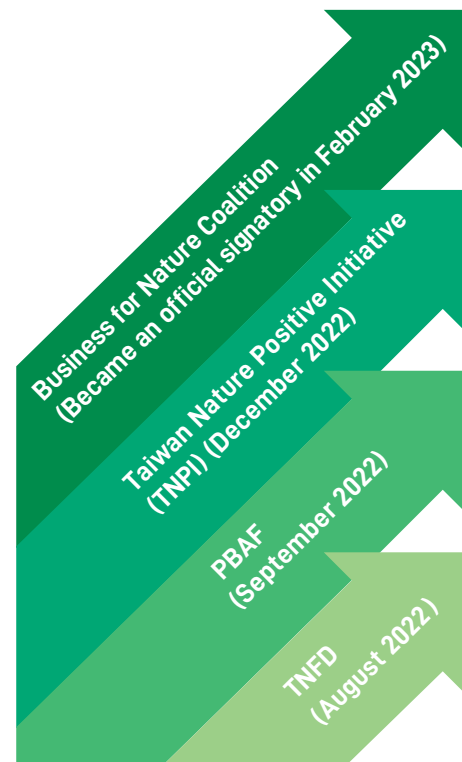 Business for Nature Coalition
(Became an official signatory in February 2023)
Taiwan Nature Positive Initiative
(TNPI) (December 2022)
PBAF
(September 2022)
TNFD
(August 2022)